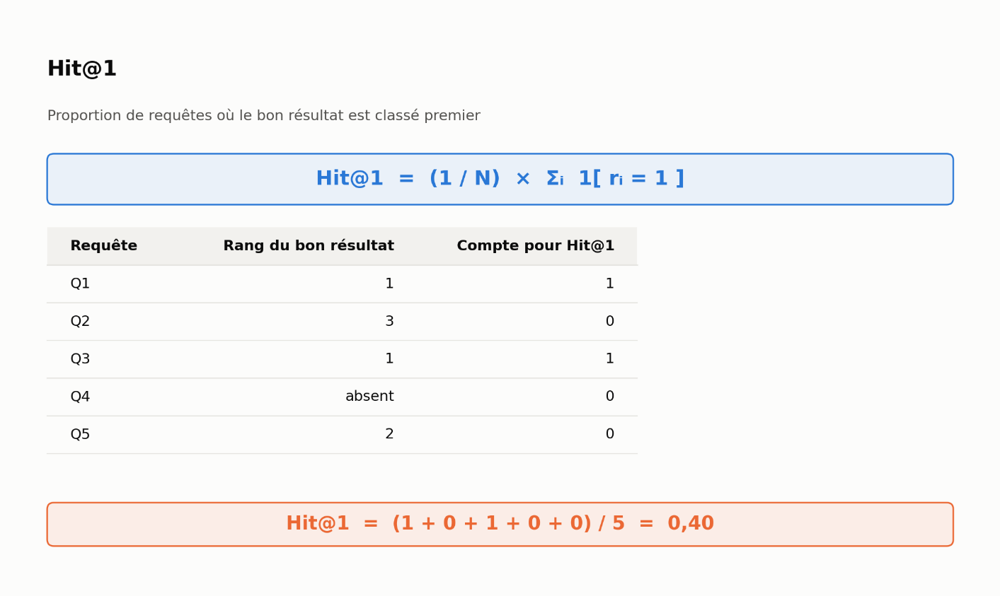 Hit@1
Proportion de requêtes où le bon résultat est classé premier
Hit@1 = (1 / N) × Σᵢ 1[ rᵢ = 1 ]
Requête Rang du bon résultat Compte pour Hit@1
Q1 1 1
Q2 3 0
Q3 1 1
Q4 absent 0
Q5 2 0
Hit@1 = (1 + 0 + 1 + 0 + 0) / 5 = 0,40